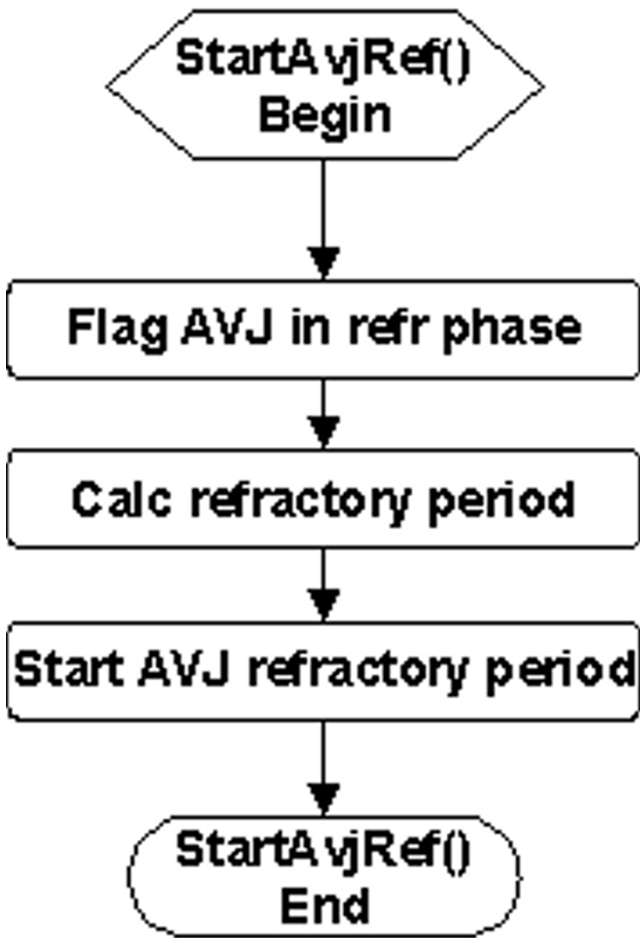 StartAvjRef()
Begin
Flag AVJ in refr phase
Calc refractory period
Start AVJ refractory period
StartAvjRef()
End